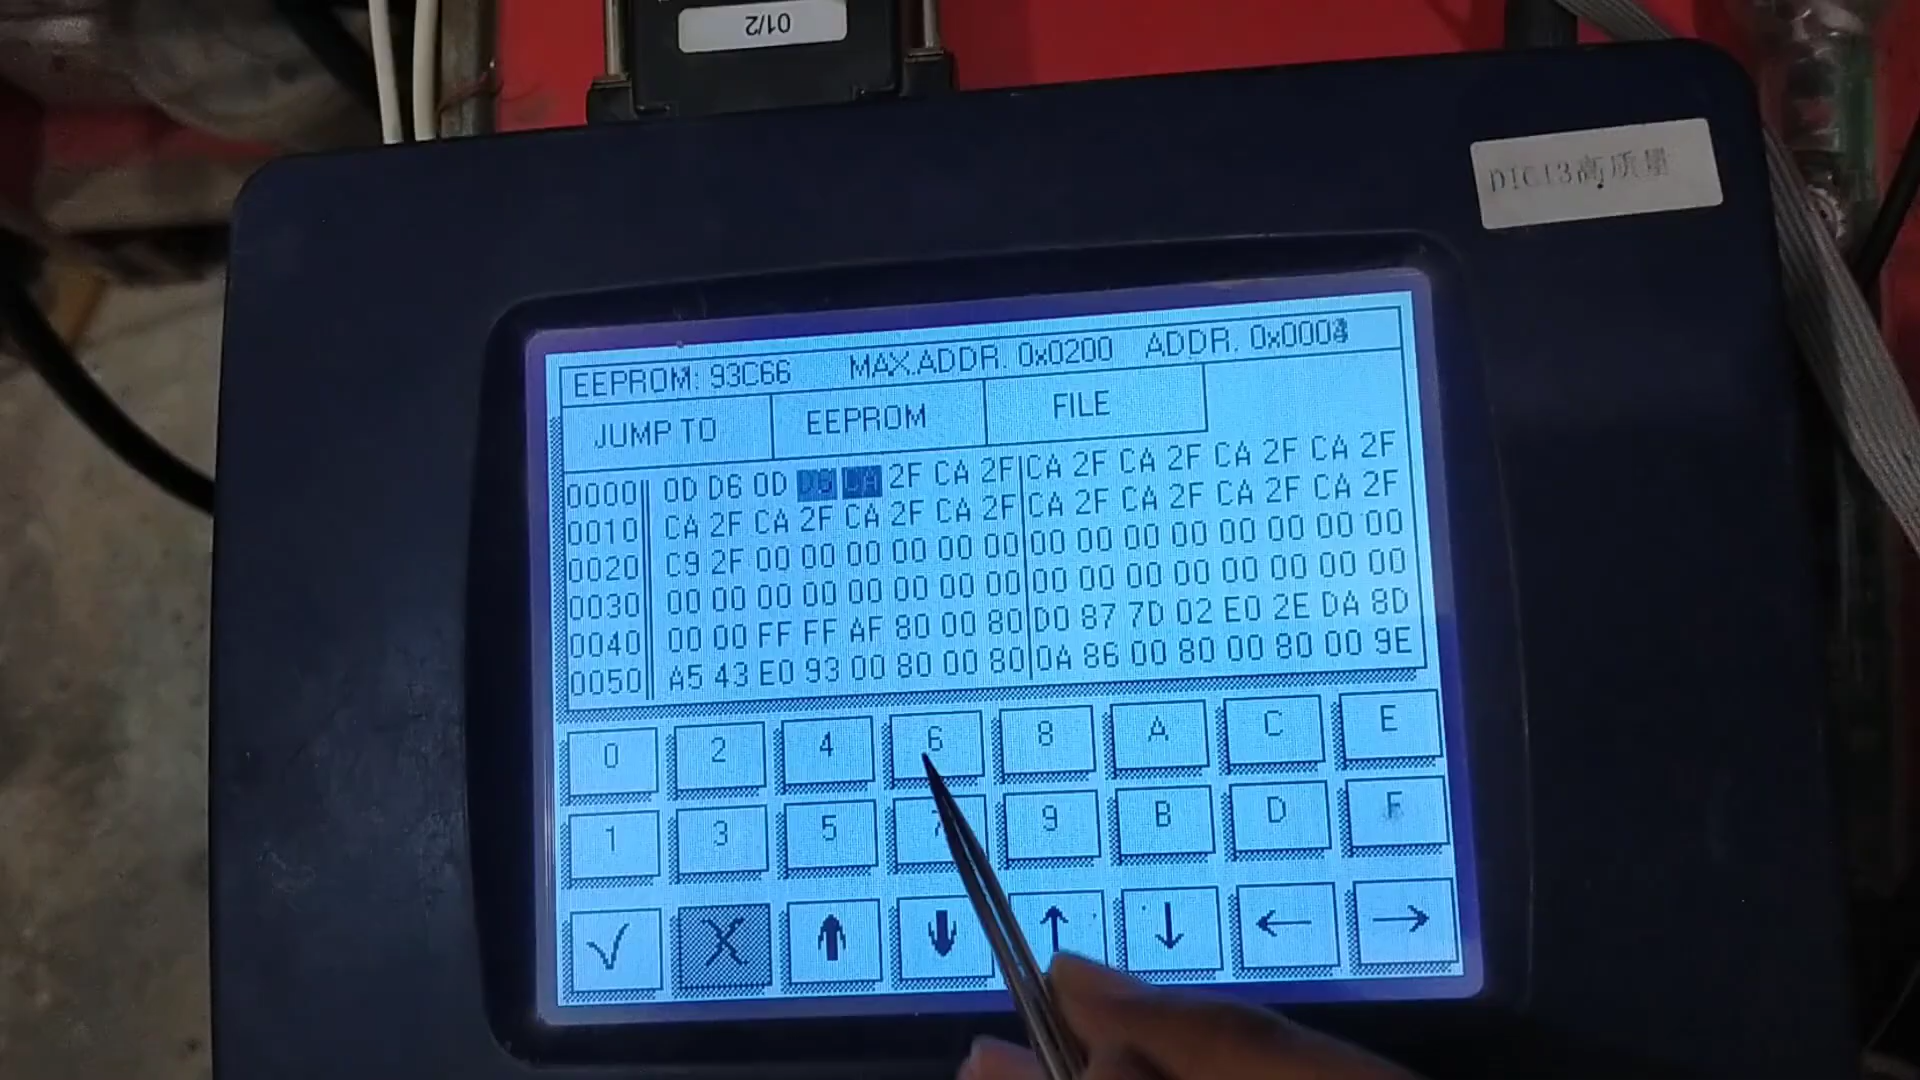 01/2
DIG13高质量
EEPROM: 93C66 MAX.ADDR. 0x0200 ADDR. 0x000
JUMP TO EEPROM FILE
0000 0D D6 0D D6 CA 2F CA 2F CA 2F CA 2F CA 2F CA 2F
0010 CA 2F CA 2F CA 2F CA 2F CA 2F CA 2F CA 2F CA 2F
0020 C9 2F 00 00 00 00 00 00 00 00 00 00 00 00 00 00
0030 00 00 00 00 00 00 00 00 00 00 00 00 00 00 00 00
0040 00 00 FF FF AF 80 00 80 D0 87 7D 02 E0 2E DA 8D
0050 A5 43 E0 93 00 80 00 80 0A 86 00 80 00 80 00 9E
0 2 4 6 8 A C E
1 3 5 7 9 B D F
√ X ↑ ↓ ↑ ↓ ← →